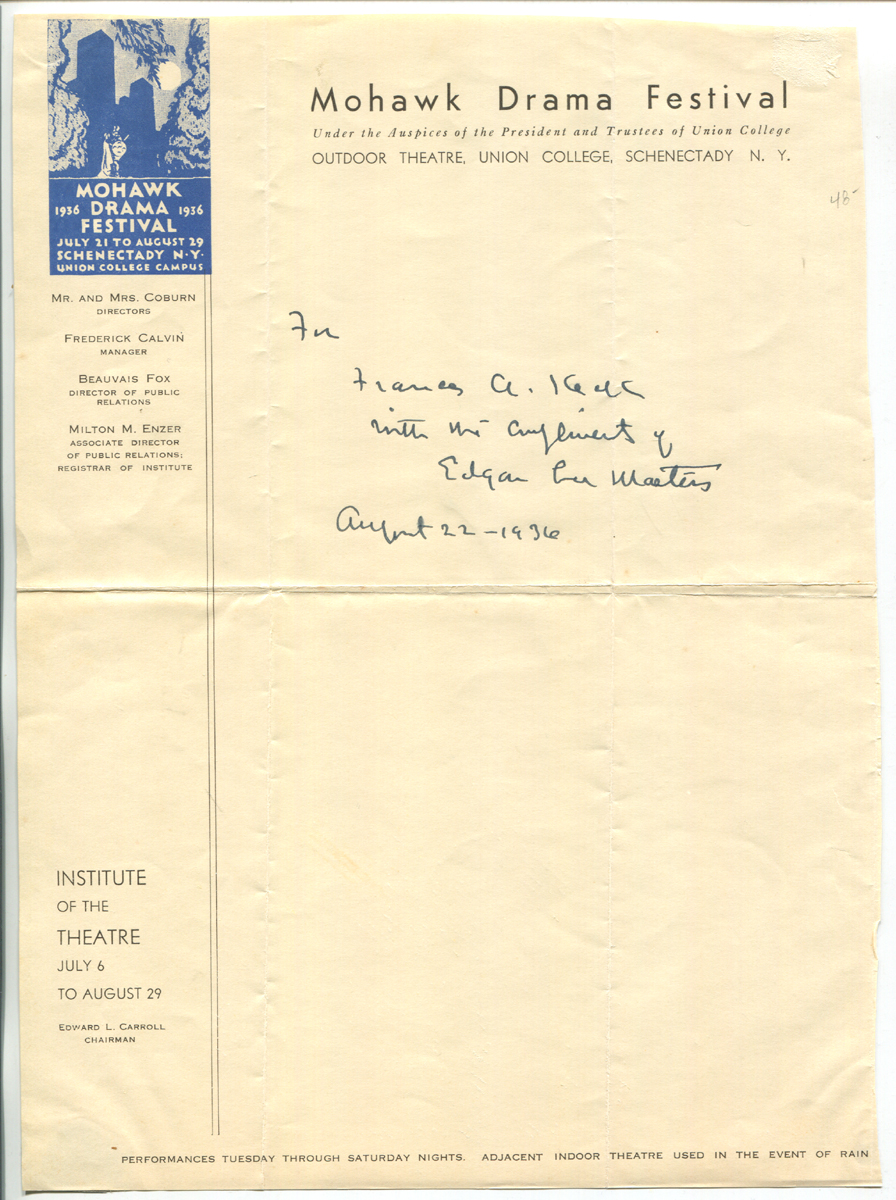 MOHAWK
1936 DRAMA 1936
FESTIVAL
JULY 21 TO AUGUST 29
SCHENECTADY N·Y·
UNION COLLEGE CAMPUS
Mohawk Drama Festival
Under the Auspices of the President and Trustees of Union College
OUTDOOR THEATRE, UNION COLLEGE, SCHENECTADY N. Y.
MR. AND MRS. COBURN
DIRECTORS
FREDERICK CALVIN
MANAGER
BEAUVAIS FOX
DIRECTOR OF PUBLIC
RELATIONS
MILTON M. ENZER
ASSOCIATE DIRECTOR
OF PUBLIC RELATIONS;
REGISTRAR OF INSTITUTE
For
Frances A.
with the compliments of
Edgar Lee Masters
August 22-1936
INSTITUTE
OF THE
THEATRE
JULY 6
TO AUGUST 29
EDWARD L. CARROLL
CHAIRMAN
PERFORMANCES TUESDAY THROUGH SATURDAY NIGHTS. ADJACENT INDOOR THEATRE USED IN THE EVENT OF RAIN